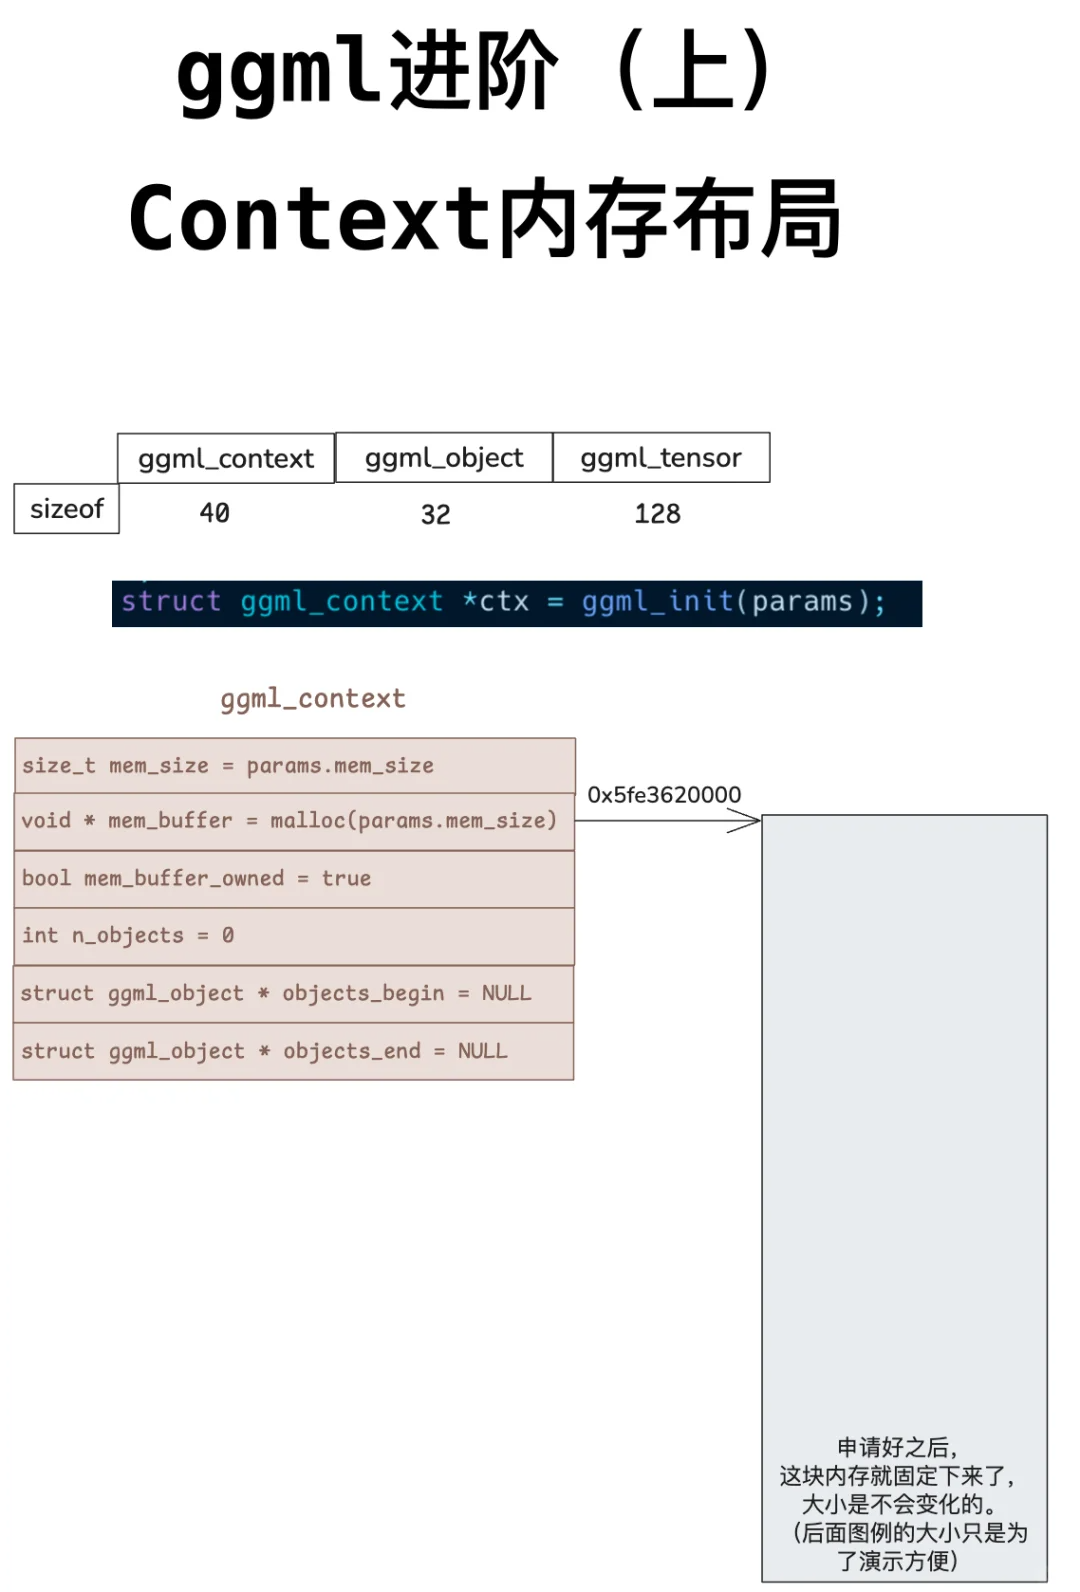 ggml进阶（上）
Context内存布局
ggml_context ggml_object ggml_tensor
sizeof 40 32 128
struct ggml_context *ctx = ggml_init(params);
ggml_context
size_t mem_size = params.mem_size
0x5fe3620000
void * mem_buffer = malloc(params.mem_size)
bool mem_buffer_owned = true
int n_objects = 0
struct ggml_object * objects_begin = NULL
struct ggml_object * objects_end = NULL
申请好之后，
这块内存就固定下来了，
大小是不会变化的。
（后面图例的大小只是为
了演示方便）